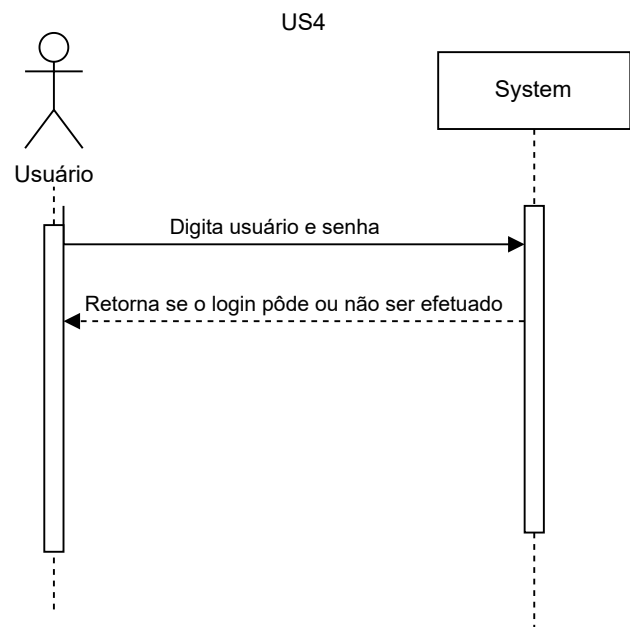 US4
System
Usuário
Digita usuário e senha
Retorna se o login pôde ou não ser efetuado